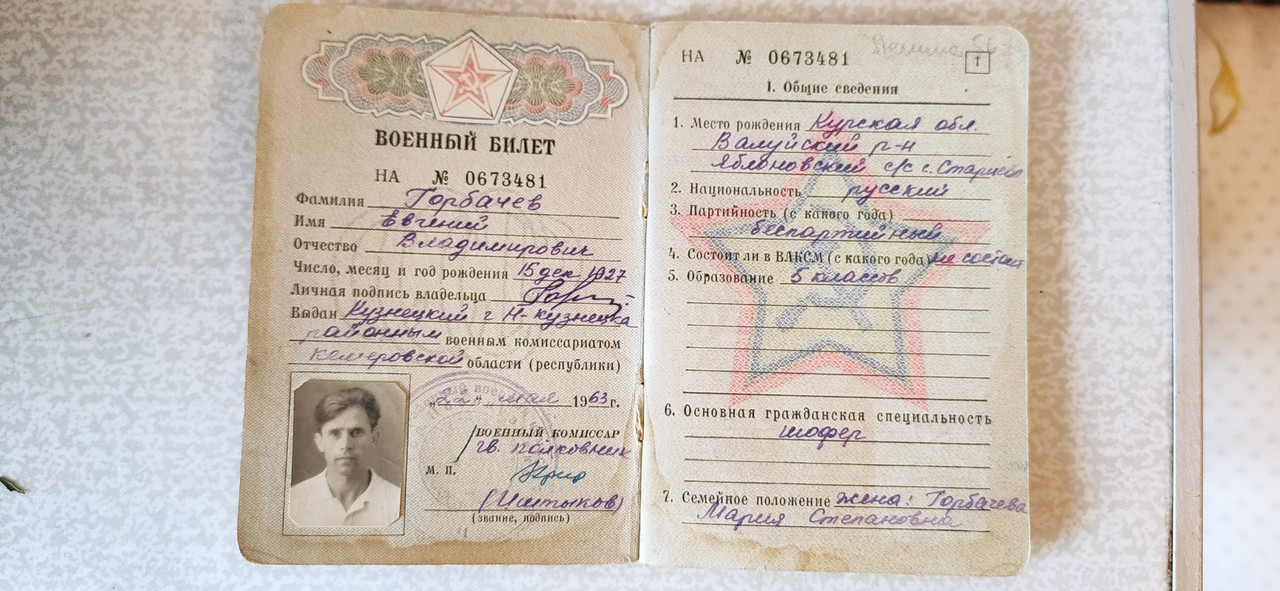 ВОЕННЫЙ БИЛЕТ
НА № 0673481
Фамилия Горбачев
Имя Евгений
Отчество Владимирович
Число, месяц и год рождения 15 дек 1927
Личная подпись владельца
Выдан Кузнецкий г Н-Кузнецка
районным военным комиссариатом
Кемеровской области (республики)
„22" мая 1963 г.
ВОЕННЫЙ КОМИССАР
гв. полковник
М. П.
(Иштыков)
(звание, подпись)
НА № 0673481
1
I. Общие сведения
1. Место рождения Курская обл.
Валуйский р-н
Яблоновский с/с с.
2. Национальность русский
3. Партийность (с какого года)
беспартийный
4. Состоит ли в ВЛКСМ (с какого года) не состоит
5. Образование 5 классов
6. Основная гражданская специальность
шофер
7. Семейное положение жена: Горбачева
Мария Степановна